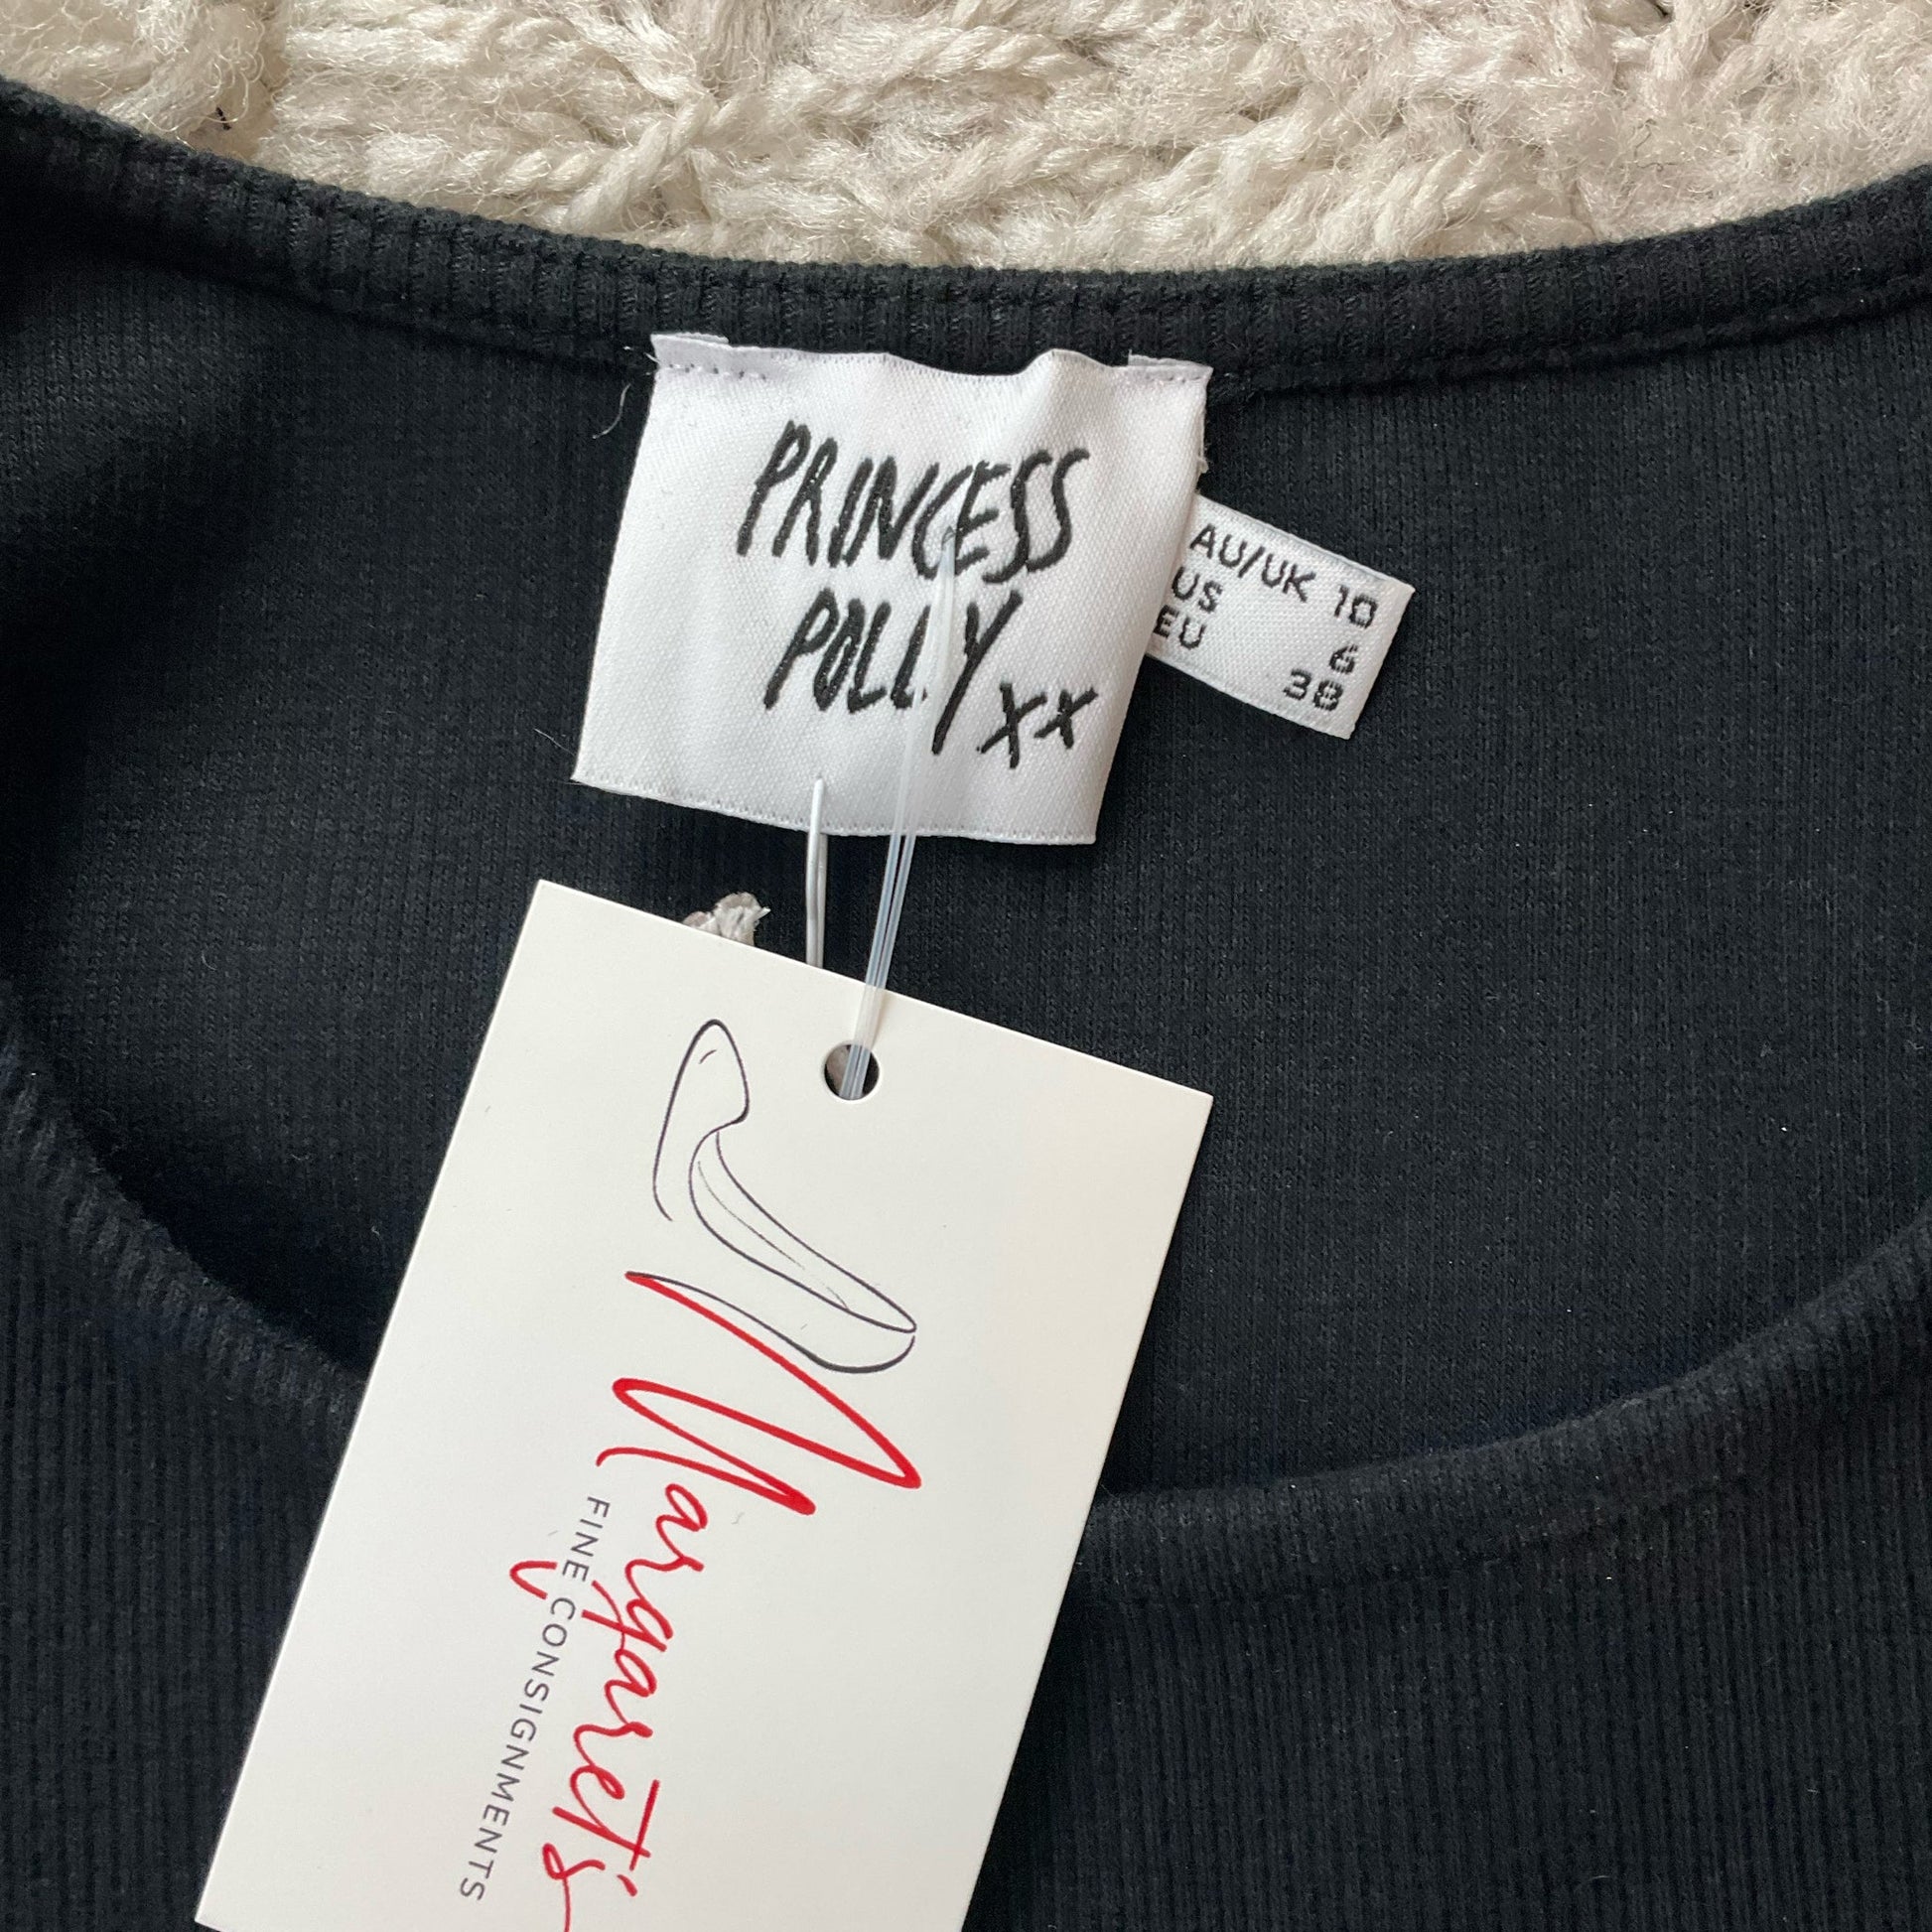 PRINCESS
POLLY xx
AU/UK 10
US 6
EU 38
Margaret's
FINE CONSIGNMENTS